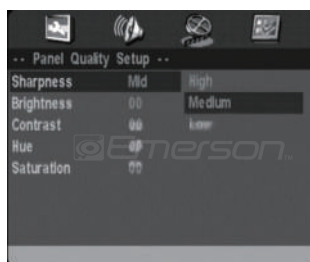 -- Panel Quality Setup --
Sharpness Mid High
Brightness 00 Medium
Contrast 00 Low
Hue 00
Saturation 00
Emerson